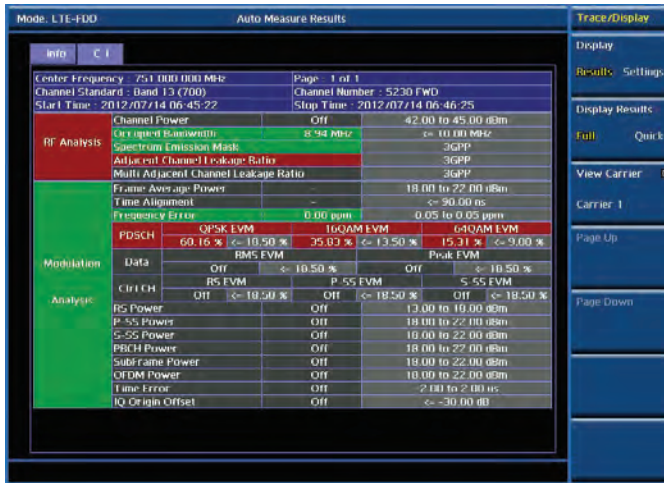 Mode. LTE-FDD Auto Measure Results Trace/Display
Info C 1
Center Frequency : 751.000 000 MHz Page : 1 of 1
Channel Standard : Band 13 (700) Channel Number : 5230 FWD
Start Time : 2012/07/14 06:45:22 Stop Time : 2012/07/14 06:46:25
RF Analysis
Channel Power Off 42.00 to 45.00 dBm
Occupied Bandwidth 8.94 MHz <= 10.00 MHz
Spectrum Emission Mask 3GPP
Adjacent Channel Leakage Ratio 3GPP
Multi Adjacent Channel Leakage Ratio 3GPP
Modulation Analysis
Frame Average Power - 18.00 to 22.00 dBm
Time Alignment - <= 90.00 ns
Frequency Error 0.00 ppm -0.05 to 0.05 ppm
PDSCH QPSK EVM 16QAM EVM 64QAM EVM
60.16 % <= 18.50 % 35.83 % <= 13.50 % 15.31 % <= 9.00 %
Data RMS EVM Peak EVM
Off <= 18.50 % Off <= 18.50 %
Ctrl CH RS EVM P-SS EVM S-SS EVM
Off <= 18.50 % Off <= 18.50 % Off <= 18.50 %
RS Power Off 13.00 to 18.00 dBm
P-SS Power Off 18.00 to 22.00 dBm
S-SS Power Off 18.00 to 22.00 dBm
PBCH Power Off 18.00 to 22.00 dBm
SubFrame Power Off 18.00 to 22.00 dBm
OFDM Power Off 18.00 to 22.00 dBm
Time Error Off -2.00 to 2.00 us
IQ Origin Offset Off <= -30.00 dB
Display
Results Settings
Display Results
Full Quick
View Carrier
Carrier 1
Page Up
Page Down